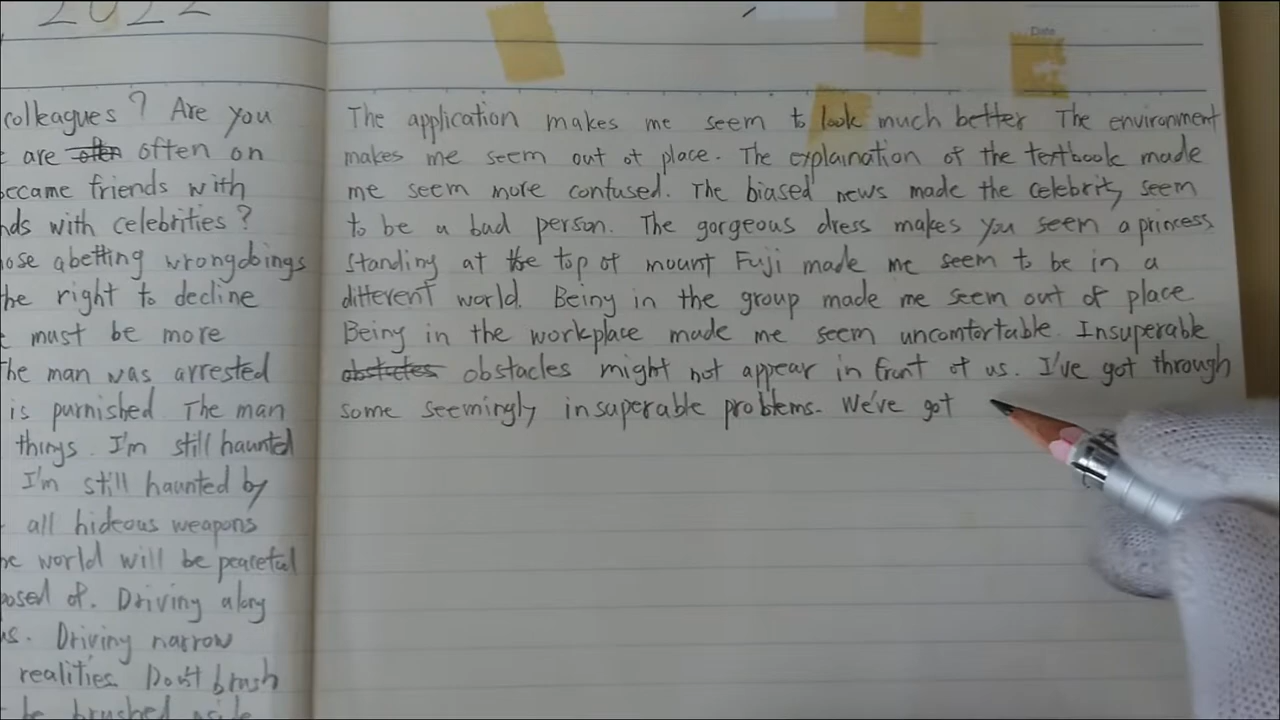 2022
colleagues? Are you
are often often on
became friends with
with celebrities?
abetting wrongdoings
the right to decline
must be more
The man was arrested
is purnished The man
things. I'm still haunted
I'm still haunted by
all hideous weapons
world will be peaceful
of. Driving along
Driving narrow
realities. Don't brush
be brushed aside
Date
The application makes me seem to look much better The environment
makes me seem out of place. The explaination of the textbook made
me seem more confused. The biased news made the celebrity seem
to be a bad person. The gorgeous dress makes you seem a princess
Standing at the top of mount Fuji made me seem to be in a
different world. Being in the group made me seem out of place
Being in the workplace made me seem uncomfortable. Insuperable
obstacles might not appear in front of us. I've got through
some seemingly insuperable problems. We've got